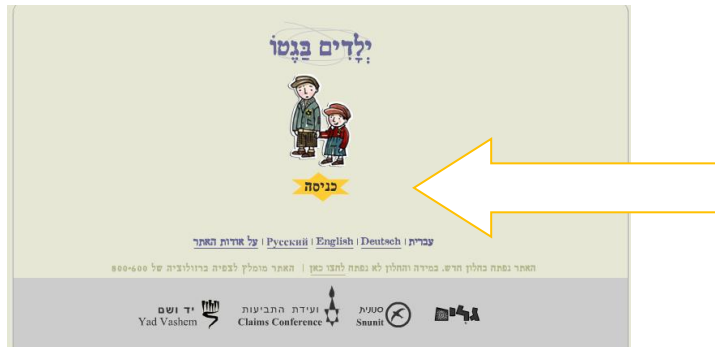 יְלָדִים בַּגֶטוֹ
כניסה
עברית | Deutsch | English | Русский | על אודות האתר
האתר נפתח בחלון חדש. במידה והחלון לא נפתח לחצו כאן | האתר מומלץ לצפיה ברזולוציה של 800*600
גלים
סנונית
Snunit
ועידת התביעות
Claims Conference
יד ושם
Yad Vashem